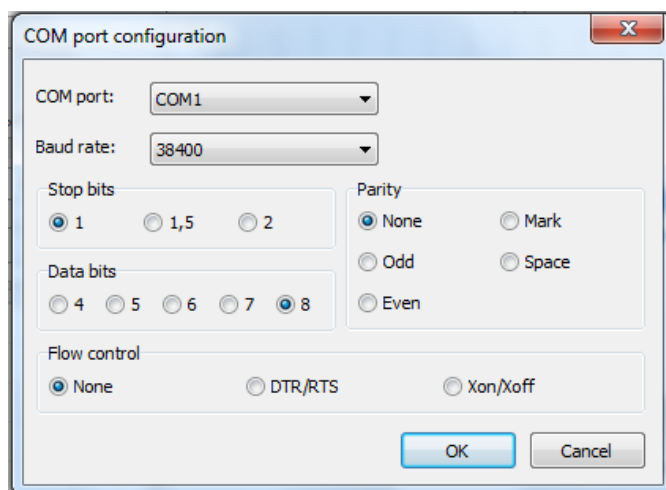 COM port configuration
COM port: COM1
Baud rate: 38400
Stop bits
1 1,5 2
Data bits
4 5 6 7 8
Parity
None Mark
Odd Space
Even
Flow control
None DTR/RTS Xon/Xoff
OK Cancel